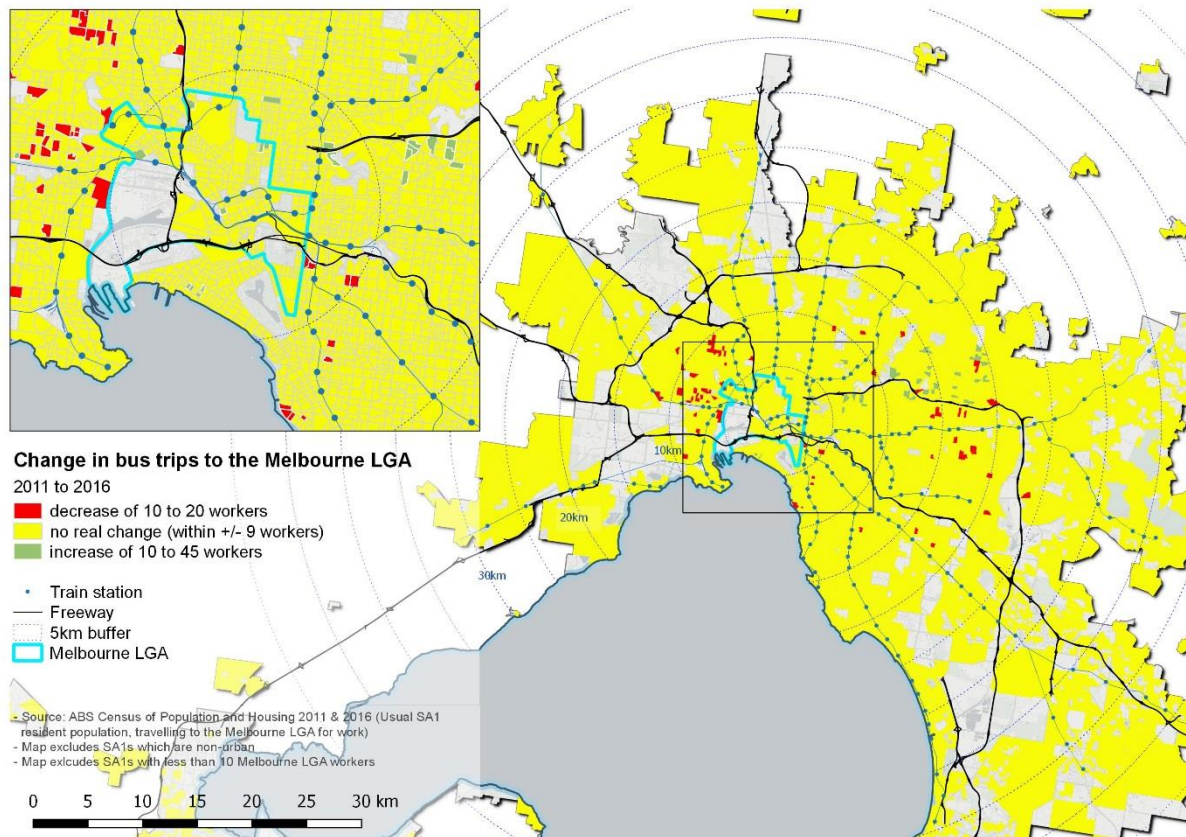 Change in bus trips to the Melbourne LGA
2011 to 2016
decrease of 10 to 20 workers
no real change (within +/- 9 workers)
increase of 10 to 45 workers
Train station
Freeway
5km buffer
Melbourne LGA
- Source: ABS Census of Population and Housing 2011 & 2016 (Usual SA1
resident population, travelling to the Melbourne LGA for work)
- Map excludes SA1s which are non-urban
- Map exlcudes SA1s with less than 10 Melbourne LGA workers
0 5 10 15 20 25 30 km
10km
20km
30km